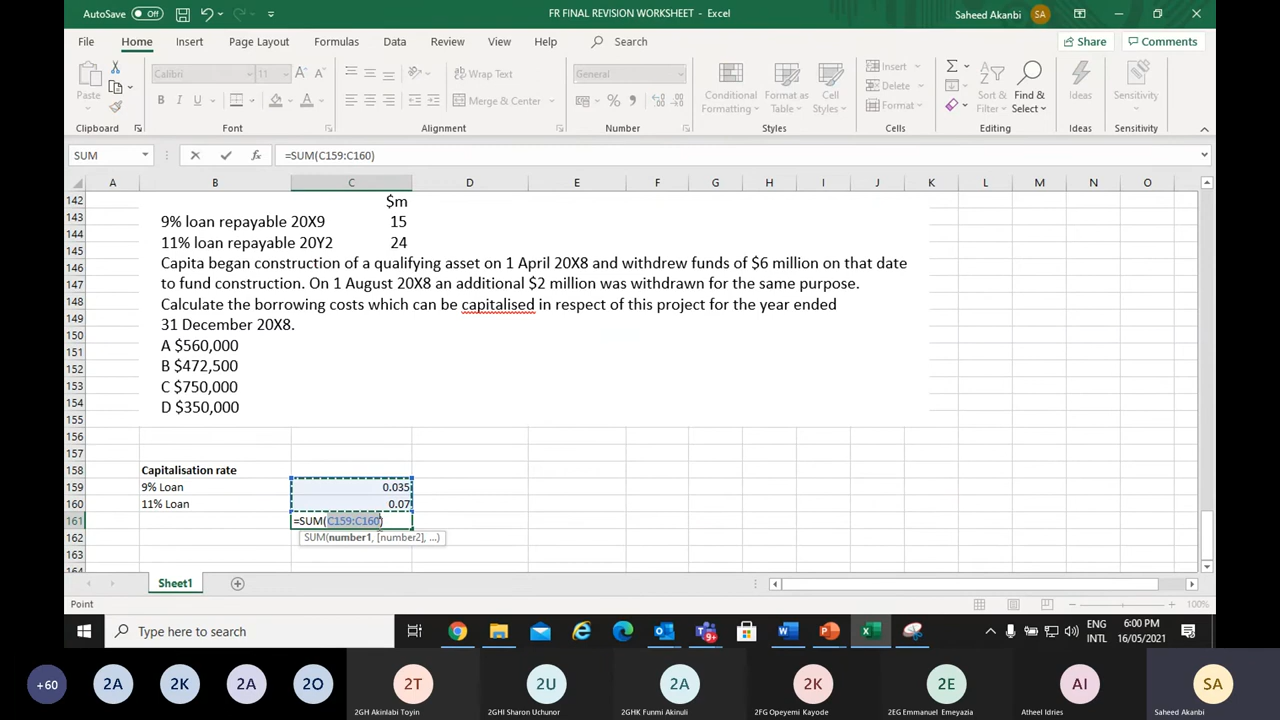 AutoSave Off FR FINAL REVISION WORKSHEET - Excel Saheed Akanbi SA
File Home Insert Page Layout Formulas Data Review View Help Search Share Comments
Paste Calibri 11 B I U Wrap Text Merge & Center General % Conditional Formatting Format as Table Cell Styles Insert Delete Format Sort & Filter Find & Select Ideas Sensitivity
Clipboard Font Alignment Number Styles Cells Editing Ideas Sensitivity
SUM fx =SUM(C159:C160)
A B C D E F G H I J K L M N O
142
143
144
145
146
147
148
149
150
151
152
153
154
155
156
157
158
159
160
161
162
163
164
$m
9% loan repayable 20X9 15
11% loan repayable 20Y2 24
Capita began construction of a qualifying asset on 1 April 20X8 and withdrew funds of $6 million on that date
to fund construction. On 1 August 20X8 an additional $2 million was withdrawn for the same purpose.
Calculate the borrowing costs which can be capitalised in respect of this project for the year ended
31 December 20X8.
A $560,000
B $472,500
C $750,000
D $350,000
Capitalisation rate
9% Loan 0.035
11% Loan 0.07
=SUM(C159:C160)
SUM(number1, [number2], ...)
Sheet1
Point 100%
Type here to search ENG INTL 6:00 PM 16/05/2021
+60 2A 2K 2A 2O 2T 2U 2A 2K 2E AI SA
2GH Akinlabi Toyin 2GHI Sharon Uchunor 2GHK Funmi Akinuli 2FG Opeyemi Kayode 2EG Emmanuel Emeyazia Atheel Idries Saheed Akanbi